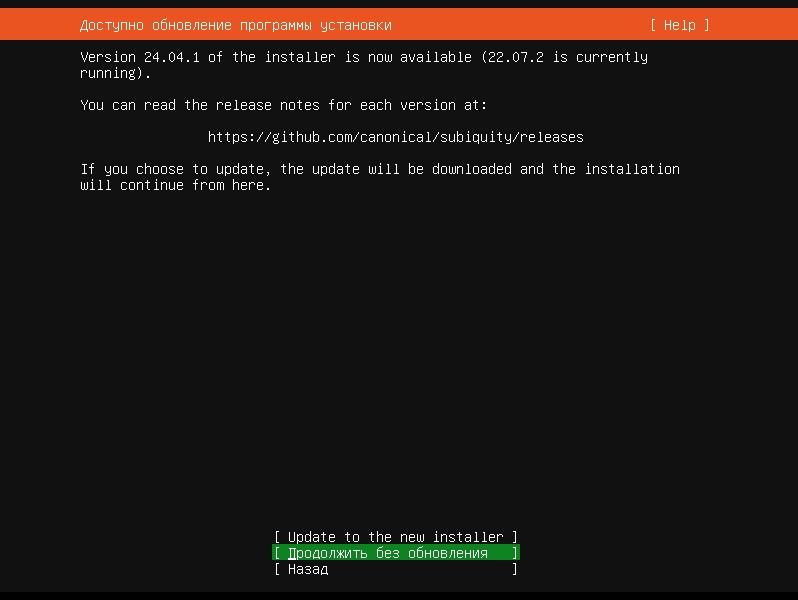 Доступно обновление программы установки [ Help ]
Version 24.04.1 of the installer is now available (22.07.2 is currently
running).
You can read the release notes for each version at:
https://github.com/canonical/subiquity/releases
If you choose to update, the update will be downloaded and the installation
will continue from here.
[ Update to the new installer ]
[ Продолжить без обновления ]
[ Назад ]